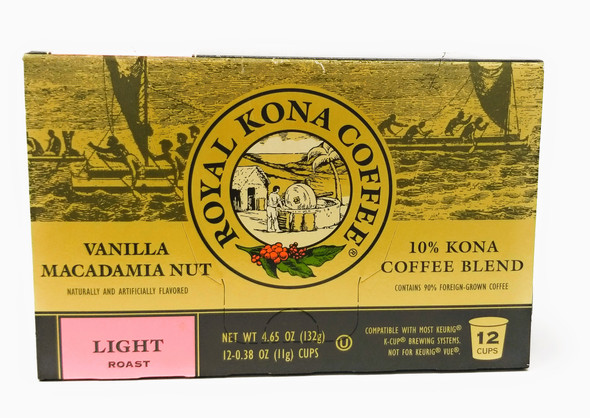 ROYAL KONA COFFEE
®
VANILLA
MACADAMIA NUT
NATURALLY AND ARTIFICIALLY FLAVORED
10% KONA
COFFEE BLEND
CONTAINS 90% FOREIGN-GROWN COFFEE
LIGHT
ROAST
NET WT 4.65 OZ (132g)
12-0.38 OZ (11g) CUPS
U
COMPATIBLE WITH MOST KEURIG®
K-CUP® BREWING SYSTEMS.
NOT FOR KEURIG® VUE®.
12
CUPS